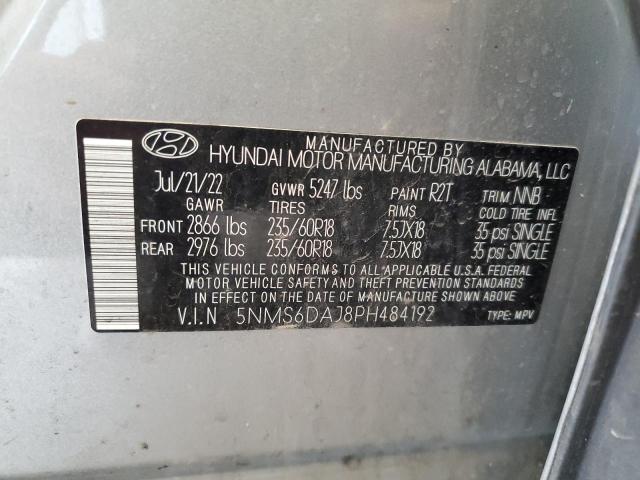 MANUFACTURED BY
HYUNDAI MOTOR MANUFACTURING ALABAMA, LLC
Jul/21/22 GVWR 5247 lbs PAINT R2T TRIM NNB
GAWR TIRES RIMS COLD TIRE INFL
FRONT 2866 lbs 235/60R18 7.5JX18 35 psi SINGLE
REAR 2976 lbs 235/60R18 7.5JX18 35 psi SINGLE
THIS VEHICLE CONFORMS TO ALL APPLICABLE U.S.A. FEDERAL
MOTOR VEHICLE SAFETY AND THEFT PREVENTION
STANDARDS IN EFFECT ON THE DATE OF MANUFACTURE SHOWN ABOVE
V.I.N 5NMS6DAJ8PH484192 TYPE: MPV